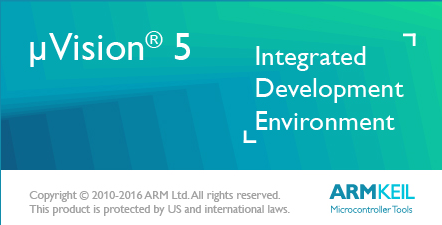 µVision® 5
Integrated
Development
Environment
Copyright © 2010-2016 ARM Ltd. All rights reserved.
This product is protected by US and international laws.
ARMKEIL
Microcontroller Tools